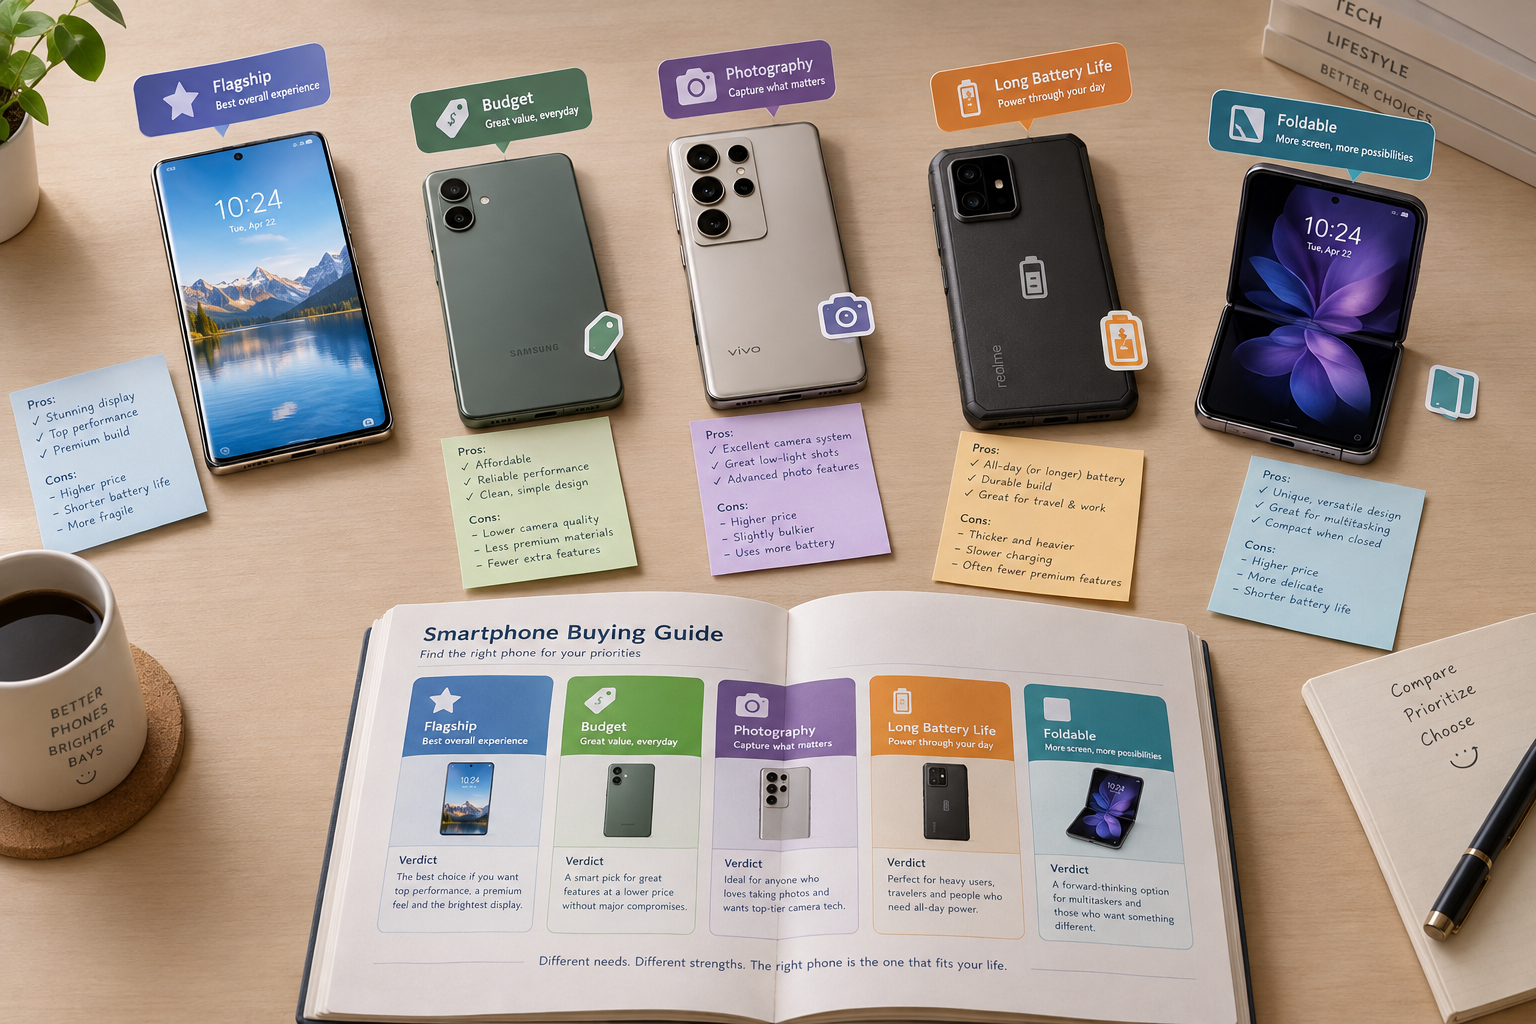 Flagship
Best overall experience
Budget
Great value, everyday
Photography
Capture what matters
Long Battery Life
Power through your day
Foldable
More screen, more possibilities
TECH
LIFESTYLE
BETTER CHOICES
10:24
Tue, Apr 22
SAMSUNG
vivo
realme
10:24
Tue, Apr 22
Pros:
✓ Stunning display
✓ Top performance
✓ Premium build
Cons:
– Higher price
– Shorter battery life
– More fragile
Pros:
✓ Affordable
✓ Reliable performance
✓ Clean, simple design
Cons:
– Lower camera quality
– Less premium materials
– Fewer extra features
Pros:
✓ Excellent camera system
✓ Great low-light shots
✓ Advanced photo features
Cons:
– Higher price
– Slightly bulkier
– Uses more battery
Pros:
✓ All-day (or longer) battery
✓ Durable build
✓ Great for travel & work
Cons:
– Thicker and heavier
– Slower charging
– Often fewer premium features
Pros:
✓ Unique, versatile design
✓ Great for multitasking
✓ Compact when closed
Cons:
– Higher price
– More delicate
– Shorter battery life
BETTER
PHONES
BRIGHTER
BAYS
Smartphone Buying Guide
Find the right phone for your priorities
Flagship
Best overall experience
10:24
Verdict
The best choice if you want
top performance, a premium
feel and the brightest display.
Budget
Great value, everyday
Verdict
A smart pick for great
features at a lower price
without major compromises.
Photography
Capture what matters
Verdict
Ideal for anyone who
loves taking photos and
wants top-tier camera tech.
Long Battery Life
Power through your day
Verdict
Perfect for heavy users,
travelers and people who
need all-day power.
Foldable
More screen, more possibilities
10:24
Verdict
A forward-thinking option
for multitaskers and
those who want something
different.
Different needs. Different strengths. The right phone is the one that fits your life.
Compare
Prioritize
Choose